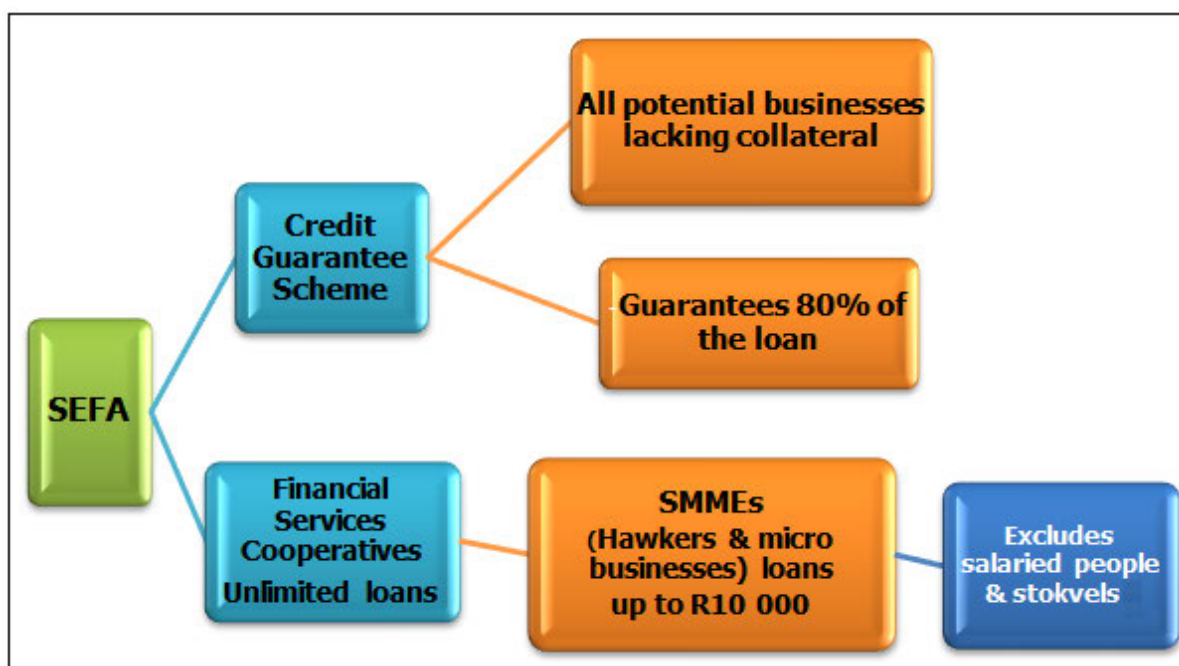 SEFA
Credit
Guarantee
Scheme
All potential businesses
lacking collateral
-Guarantees 80% of
the loan
Financial
Services
Cooperatives
Unlimited loans
SMMEs
(Hawkers & micro
businesses) loans
up to R10 000
Excludes
salaried people
& stokvels